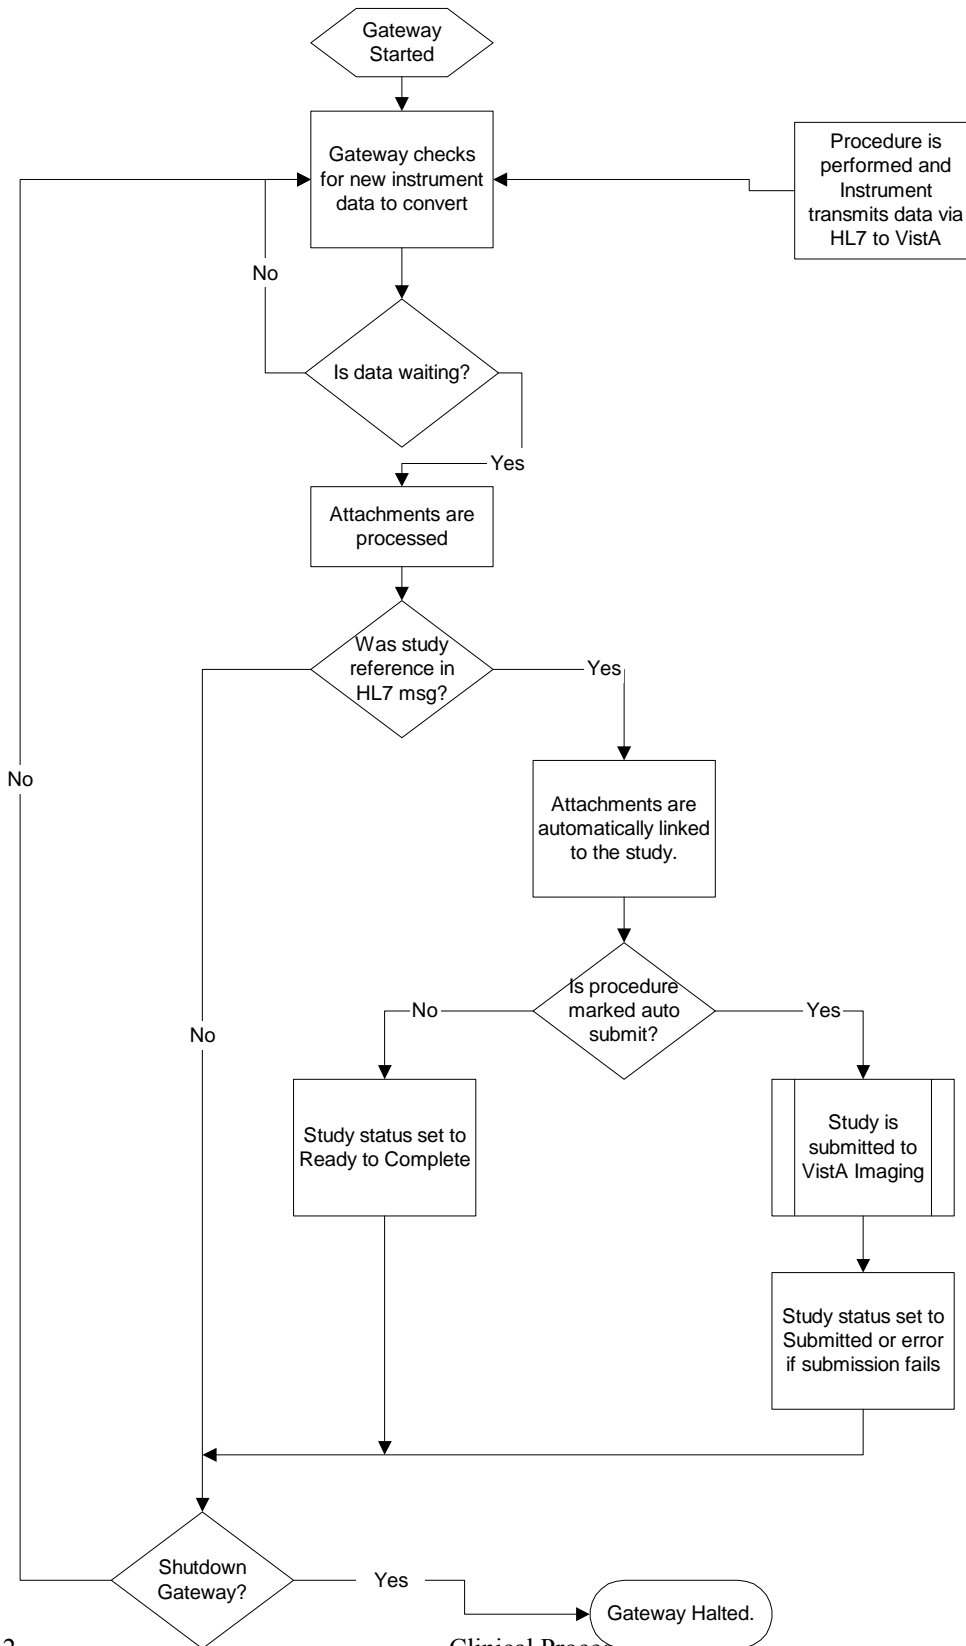 Gateway
Started
Gateway checks
for new instrument
data to convert
Procedure is
performed and
Instrument
transmits data via
HL7 to VistA
No
Is data waiting?
Yes
Attachments are
processed
Was study
reference in
HL7 msg?
Yes
No
Attachments are
automatically linked
to the study.
Is procedure
marked auto
submit?
No
Yes
No
Study status set to
Ready to Complete
Study is
submitted to
VistA Imaging
Study status set to
Submitted or error
if submission fails
Shutdown
Gateway?
Yes
Gateway Halted.
2
Clinical